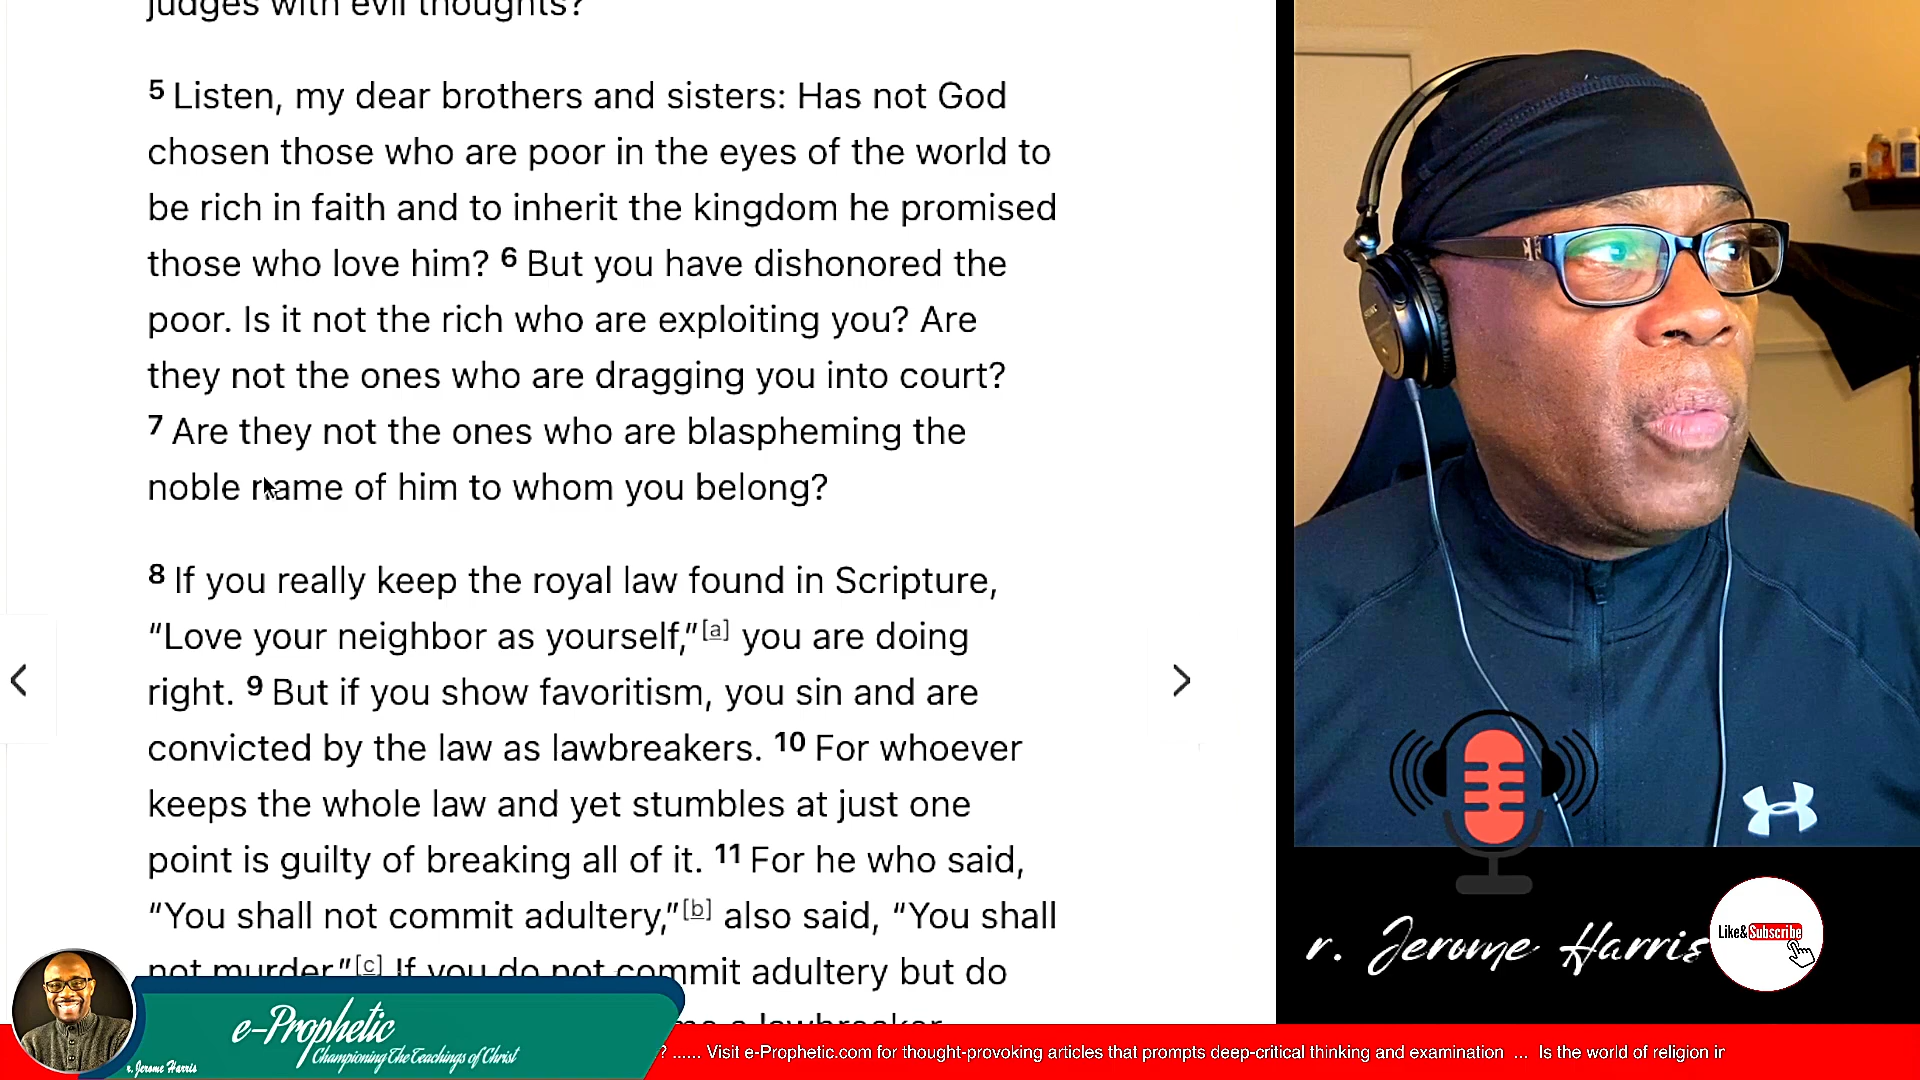 judges with evil thoughts?
5 Listen, my dear brothers and sisters: Has not God
chosen those who are poor in the eyes of the world to
be rich in faith and to inherit the kingdom he promised
those who love him? 6 But you have dishonored the
poor. Is it not the rich who are exploiting you? Are
they not the ones who are dragging you into court?
7 Are they not the ones who are blaspheming the
noble name of him to whom you belong?
8 If you really keep the royal law found in Scripture,
“Love your neighbor as yourself,”[a] you are doing
right. 9 But if you show favoritism, you sin and are
convicted by the law as lawbreakers. 10 For whoever
keeps the whole law and yet stumbles at just one
point is guilty of breaking all of it. 11 For he who said,
“You shall not commit adultery,”[b] also said, “You shall
not murder.”[c] If you do not commit adultery but do
a lawbreaker
SONY
r. Jerome Harris
Like& Subscribe
e-Prophetic
Championing The Teachings of Christ
r. Jerome Harris
? ...... Visit e-Prophetic.com for thought-provoking articles that prompts deep-critical thinking and examination ... Is the world of religion in